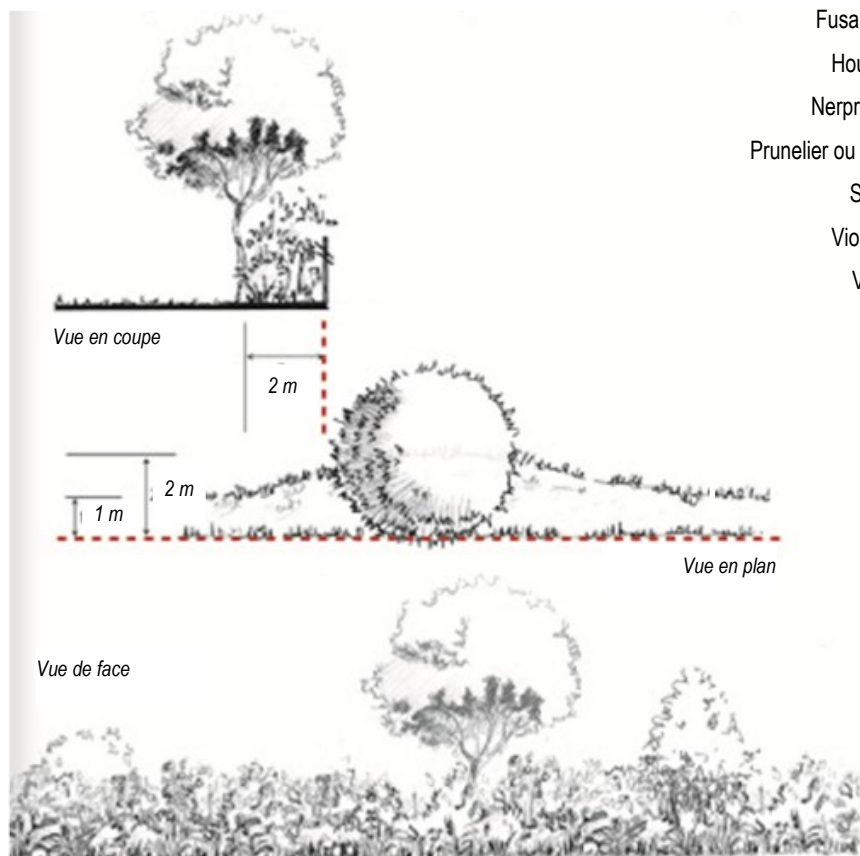 Fusa
Hou
Nerpr
Prunelier ou
S
Vio
V
Vue en coupe
2 m
2 m
1 m
Vue en plan
Vue de face